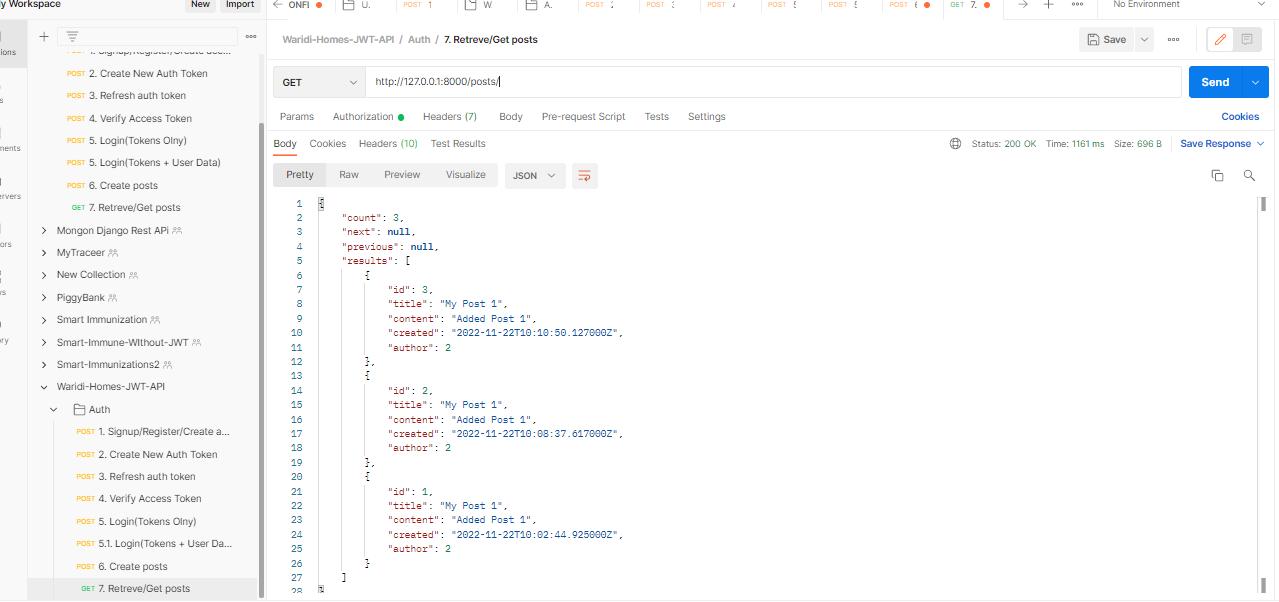 y Workspace
New
Import
ONFI
U.
POST 1
W
A.
POST
POST
POST
POST
POST
POST
GET 7.
No Environment
Waridi-Homes-JWT-API / Auth / 7. Retreve/Get posts
Save
GET
http://127.0.0.1:8000/posts/
Send
Params
Authorization
Headers (7)
Body
Pre-request Script
Tests
Settings
Cookies
Body
Cookies
Headers (10)
Test Results
Status: 200 OK
Time: 1161 ms
Size: 696 B
Save Response
Pretty
Raw
Preview
Visualize
JSON
POST 1. Signup/Register/Create use...
POST 2. Create New Auth Token
POST 3. Refresh auth token
POST 4. Verify Access Token
POST 5. Login(Tokens Olny)
POST 5. Login(Tokens + User Data)
POST 6. Create posts
GET 7. Retreve/Get posts
Mongon Django Rest APi
MyTraceer
New Collection
PiggyBank
Smart Immunization
Smart-Immune-WIthout-JWT
Smart-Immunizations2
Waridi-Homes-JWT-API
Auth
POST 1. Signup/Register/Create a...
POST 2. Create New Auth Token
POST 3. Refresh auth token
POST 4. Verify Access Token
POST 5. Login(Tokens Olny)
POST 5.1. Login(Tokens + User Da...
POST 6. Create posts
GET 7. Retreve/Get posts
1 {
2 "count": 3,
3 "next": null,
4 "previous": null,
5 "results": [
6 {
7 "id": 3,
8 "title": "My Post 1",
9 "content": "Added Post 1",
10 "created": "2022-11-22T10:10:50.127000Z",
11 "author": 2
12 },
13 {
14 "id": 2,
15 "title": "My Post 1",
16 "content": "Added Post 1",
17 "created": "2022-11-22T10:08:37.617000Z",
18 "author": 2
19 },
20 {
21 "id": 1,
22 "title": "My Post 1",
23 "content": "Added Post 1",
24 "created": "2022-11-22T10:02:44.925000Z",
25 "author": 2
26 }
27 ]
28 }